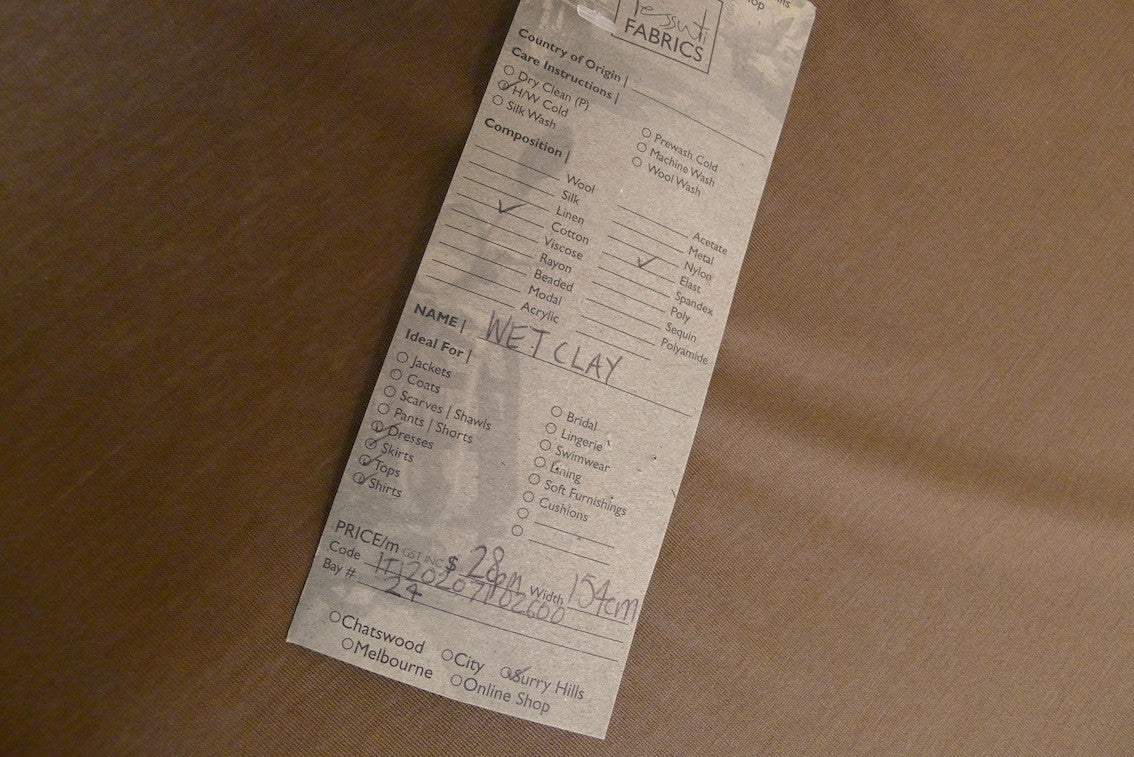 Tessuti
FABRICS
Country of Origin |
Care Instructions |
Dry Clean (P)
H/W Cold
Silk Wash
Prewash Cold
Machine Wash
Wool Wash
Composition |
Wool
Silk
Linen
Cotton
Viscose
Rayon
Beaded
Modal
Acrylic
Acetate
Metal
Nylon
Elast
Spandex
Poly
Sequin
Polyamide
NAME | WET CLAY
Ideal For |
Jackets
Coats
Scarves | Shawls
Pants | Shorts
Dresses
Skirts
Tops
Shirts
Bridal
Lingerie
Swimwear
Lining
Soft Furnishings
Cushions
PRICE/m GST INC $ 28m Width 154cm
Code
Bay # 24
Chatswood City Surry Hills
Melbourne Online Shop